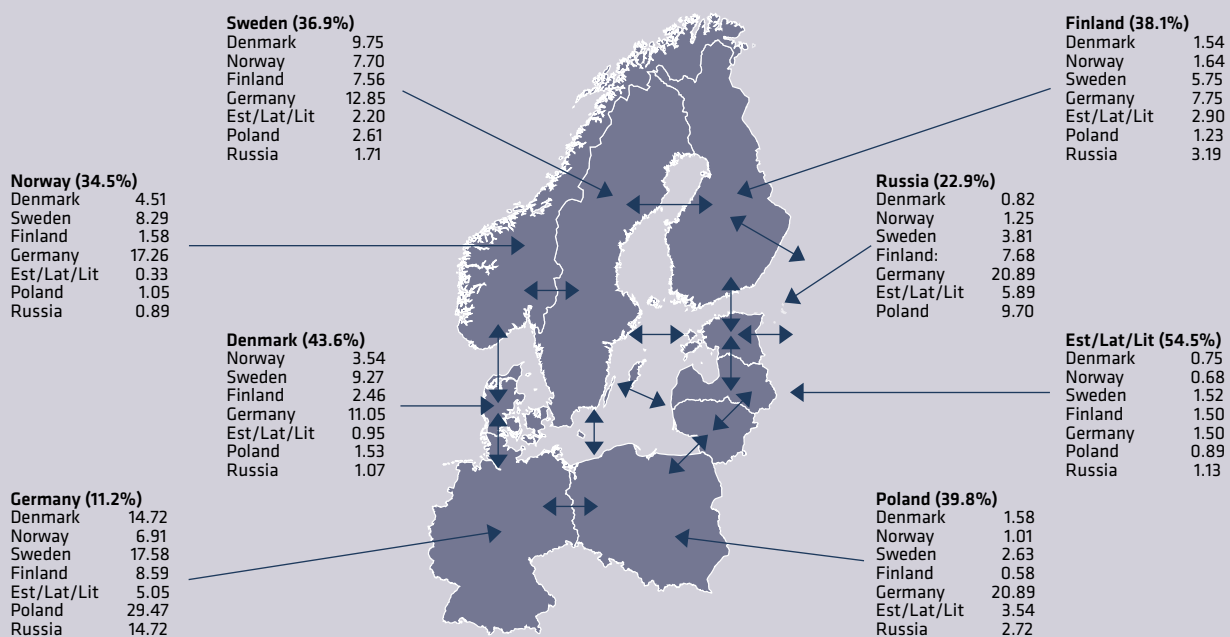 Sweden (36.9%)
Denmark 9.75
Norway 7.70
Finland 7.56
Germany 12.85
Est/Lat/Lit 2.20
Poland 2.61
Russia 1.71
Finland (38.1%)
Denmark 1.54
Norway 1.64
Sweden 5.75
Germany 7.75
Est/Lat/Lit 2.90
Poland 1.23
Russia 3.19
Norway (34.5%)
Denmark 4.51
Sweden 8.29
Finland 1.58
Germany 17.26
Est/Lat/Lit 0.33
Poland 1.05
Russia 0.89
Russia (22.9%)
Denmark 0.82
Norway 1.25
Sweden 3.81
Finland: 7.68
Germany 20.89
Est/Lat/Lit 5.89
Poland 9.70
Denmark (43.6%)
Norway 3.54
Sweden 9.27
Finland 2.46
Germany 11.05
Est/Lat/Lit 0.95
Poland 1.53
Russia 1.07
Est/Lat/Lit (54.5%)
Denmark 0.75
Norway 0.68
Sweden 1.52
Finland 1.50
Germany 1.50
Poland 0.89
Russia 1.13
Germany (11.2%)
Denmark 14.72
Norway 6.91
Sweden 17.58
Finland 8.59
Est/Lat/Lit 5.05
Poland 29.47
Russia 14.72
Poland (39.8%)
Denmark 1.58
Norway 1.01
Sweden 2.63
Finland 0.58
Germany 20.89
Est/Lat/Lit 3.54
Russia 2.72